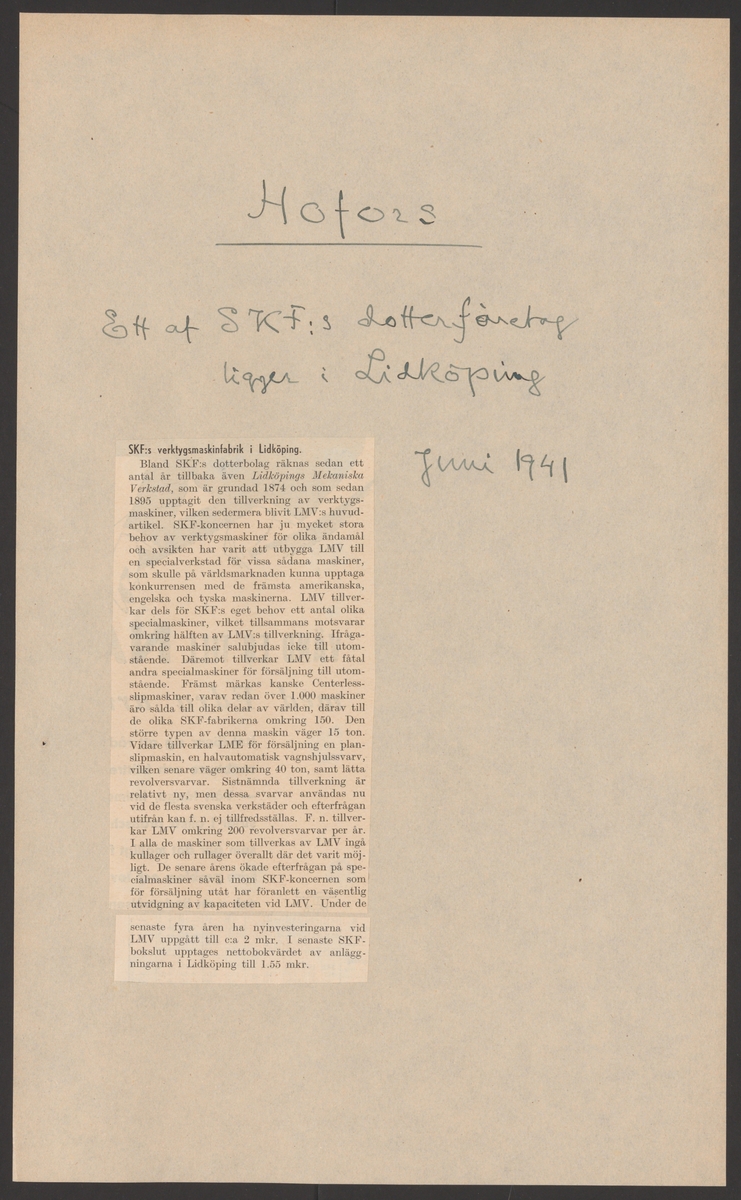 Hofors
Ett af SKF:s dotterföretag
ligger i Lidköping
Juni 1941
SKF:s verktygsmaskinfabrik i Lidköping.
Bland SKF:s dotterbolag räknas sedan ett
antal år tillbaka även Lidköpings Mekaniska
Verkstad, som är grundad 1874 och som sedan
1895 upptagit den tillverkning av verktygs-
maskiner, vilken sedermera blivit LMV:s huvud-
artikel. SKF-koncernen har ju mycket stora
behov av verktygsmaskiner för olika ändamål
och avsikten har varit att utbygga LMV till
en specialverkstad för vissa sådana maskiner,
som skulle på världsmarknaden kunna upptaga
konkurrensen med de främsta amerikanska,
engelska och tyska maskinerna. LMV tillver-
kar dels för SKF:s eget behov ett antal olika
specialmaskiner, vilket tillsammans motsvarar
omkring hälften av LMV:s tillverkning. Ifråga-
varande maskiner salubjudas icke till utom-
stående. Däremot tillverkar LMV ett fåtal
andra specialmaskiner för försäljning till utom-
stående. Främst märkas kanske Centerless-
slipmaskiner, varav redan över 1.000 maskiner
äro sålda till olika delar av världen, därav till
de olika SKF-fabrikerna omkring 150. Den
större typen av denna maskin väger 15 ton.
Vidare tillverkar LME för försäljning en plan-
slipmaskin, en halvautomatisk vagnshjulssvarv,
vilken senare väger omkring 40 ton, samt lätta
revolversvarvar. Sistnämnda tillverkning är
relativt ny, men dessa svarvar användas nu
vid de flesta svenska verkstäder och efterfrågan
utifrån kan f. n. ej tillfredsställas. F. n. tillver-
kar LMV omkring 200 revolversvarvar per år.
I alla de maskiner som tillverkas av LMV ingå
kullager och rullager överallt där det varit möj-
ligt. De senare årens ökade efterfrågan på spe-
cialmaskiner såväl inom SKF-koncernen som
för försäljning utåt har föranlett en väsentlig
utvidgning av kapaciteten vid LMV. Under de
senaste fyra åren ha nyinvesteringarna vid
LMV uppgått till c:a 2 mkr. I senaste SKF-
bokslut upptages nettobokvärdet av anlägg-
ningarna i Lidköping till 1.55 mkr.